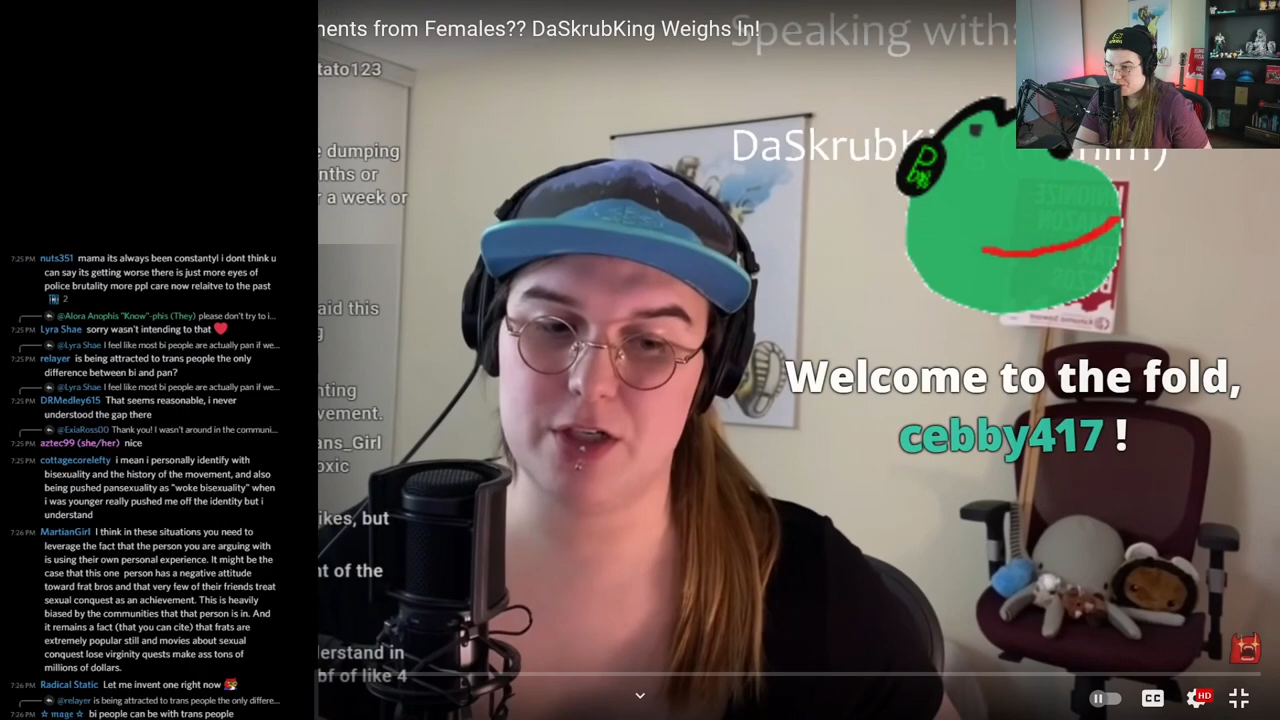 ments from Females?? DaSkrubKing Weighs In!
Speaking with:
tato123
e dumping
nths or
r a week or
DaSkrubK
aid this
g
nting
vement.
ans_Girl
oxic
ikes, but
nt of the
derstand in
bf of like 4
Welcome to the fold,
cebby417 !
7:25 PM nuts351 mama its always been constantyl i dont think u
can say its getting worse there is just more eyes of
police brutality more ppl care now relaitve to the past
2
@Alora Anophis "Know"-phis (They) please don't try to i...
7:25 PM Lyra Shae sorry wasn't intending to that
@Lyra Shae I feel like most bi people are actually pan if we...
7:25 PM relayer is being attracted to trans people the only
difference between bi and pan?
@Lyra Shae I feel like most bi people are actually pan if we...
7:25 PM DRMedley615 That seems reasonable, i never
understood the gap there
@ExiaRoss00 Thank you! I wasn't around in the communi...
7:25 PM aztec99 (she/her) nice
7:25 PM cottagecorelefty i mean i personally identify with
bisexuality and the history of the movement, and also
being pushed pansexuality as "woke bisexuality" when
i was younger really pushed me off the identity but i
understand
7:26 PM MartianGirl I think in these situations you need to
leverage the fact that the person you are arguing with
is using their own personal experience. It might be the
case that this one person has a negative attitude
toward frat bros and that very few of their friends treat
sexual conquest as an achievement. This is heavily
biased by the communities that that person is in. And
it remains a fact (that you can cite) that frats are
extremely popular still and movies about sexual
conquest lose virginity quests make ass tons of
millions of dollars.
7:26 PM Radical Static Let me invent one right now
@relayer is being attracted to trans people the only differe...
7:26 PM ☆ mage ☆ bi people can be with trans people
CC
HD